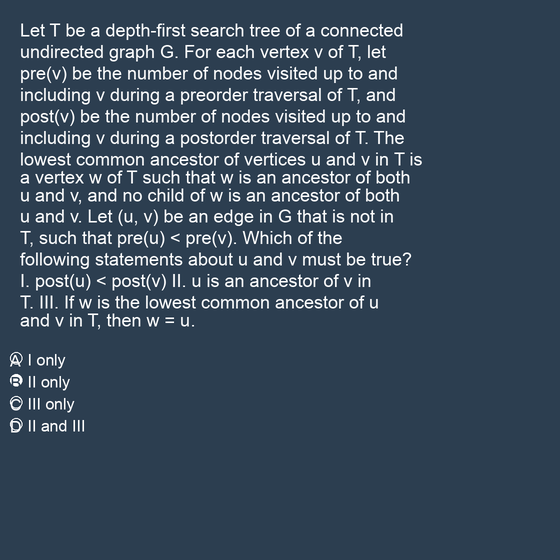 Let T be a depth-first search tree of a connected
undirected graph G. For each vertex v of T, let
pre(v) be the number of nodes visited up to and
including v during a preorder traversal of T, and
post(v) be the number of nodes visited up to and
including v during a postorder traversal of T. The
lowest common ancestor of vertices u and v in T is
a vertex w of T such that w is an ancestor of both
u and v, and no child of w is an ancestor of both
u and v. Let (u, v) be an edge in G that is not in
T, such that pre(u) < pre(v). Which of the
following statements about u and v must be true?
I. post(u) < post(v) II. u is an ancestor of v in
T. III. If w is the lowest common ancestor of u
and v in T, then w = u.
A I only
B II only
C III only
D II and III